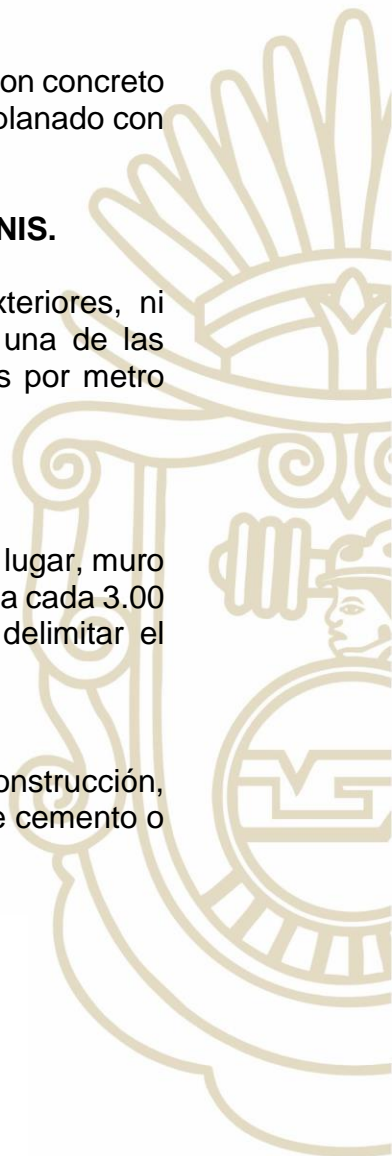 on concreto
olanado con
NIS.
xteriores, ni
una de las
s por metro
lugar, muro
a cada 3.00
delimitar el
onstrucción,
e cemento o